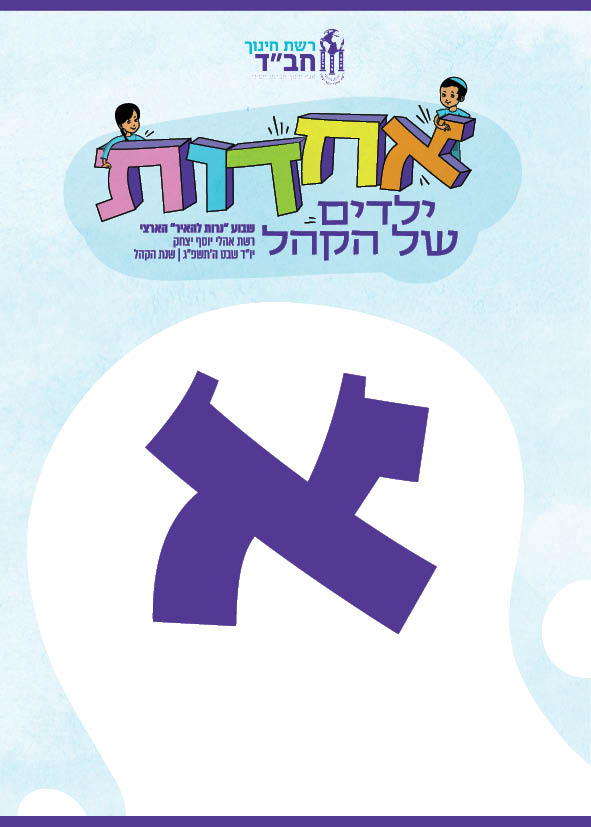 רשת חינוך
חב״ד
אחדות
ילדים
של הקהל
שבוע "נרות להאיר" הארצי
רשת אהלי יוסף יצחק
יו"ד שבט ה'תשפ"ג | שנת הקהל
א